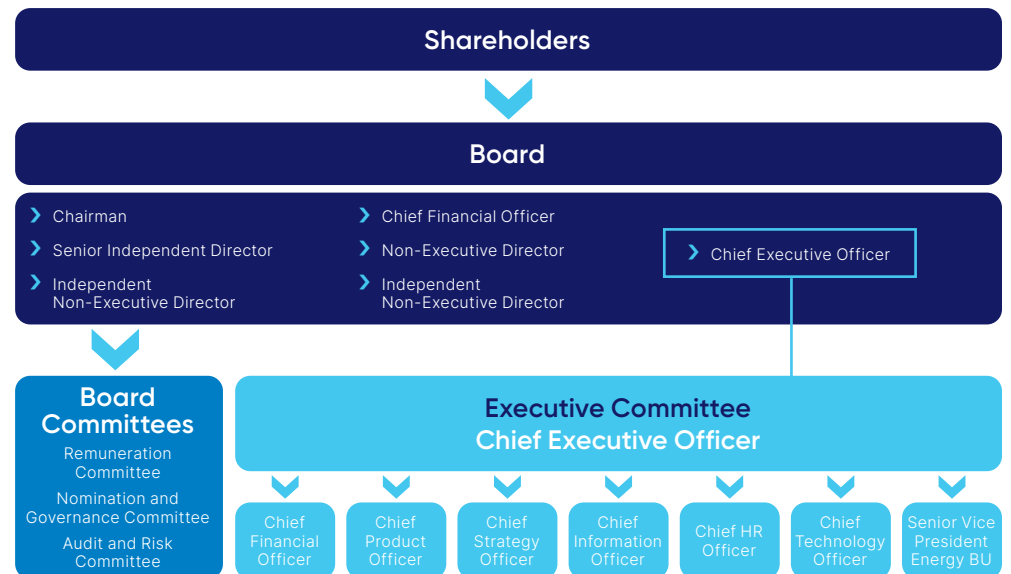 Shareholders
Board
Chairman
Senior Independent Director
Independent
Non-Executive Director
Chief Financial Officer
Non-Executive Director
Independent
Non-Executive Director
Chief Executive Officer
Board
Committees
Remuneration
Committee
Nomination and
Governance Committee
Audit and Risk
Committee
Executive Committee
Chief Executive Officer
Chief
Financial
Officer
Chief
Product
Officer
Chief
Strategy
Officer
Chief
Information
Officer
Chief HR
Officer
Chief
Technology
Officer
Senior Vice
President
Energy BU